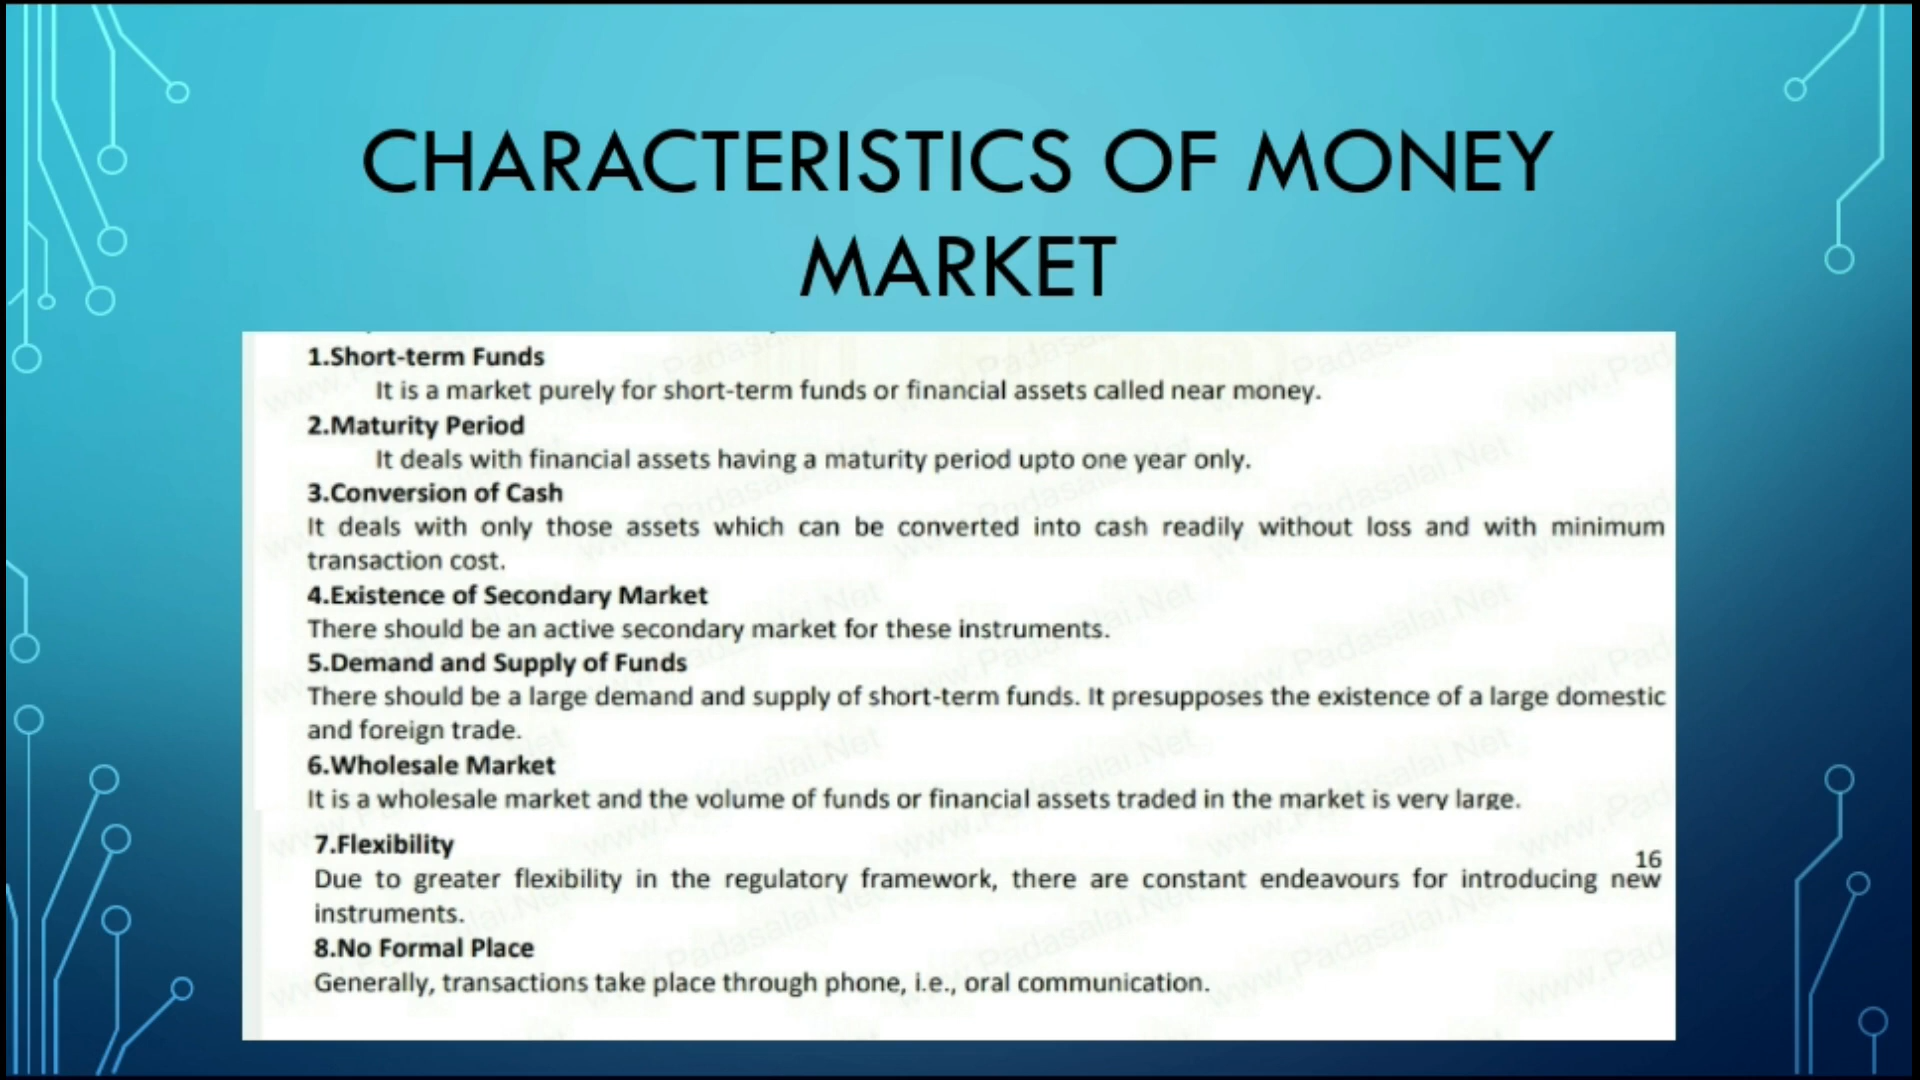 CHARACTERISTICS OF MONEY
MARKET
1.Short-term Funds
It is a market purely for short-term funds or financial assets called near money.
2.Maturity Period
It deals with financial assets having a maturity period upto one year only.
3.Conversion of Cash
It deals with only those assets which can be converted into cash readily without loss and with minimum
transaction cost.
4.Existence of Secondary Market
There should be an active secondary market for these instruments.
5.Demand and Supply of Funds
There should be a large demand and supply of short-term funds. It presupposes the existence of a large domestic
and foreign trade.
6.Wholesale Market
It is a wholesale market and the volume of funds or financial assets traded in the market is very large.
7.Flexibility
16
Due to greater flexibility in the regulatory framework, there are constant endeavours for introducing new
instruments.
8.No Formal Place
Generally, transactions take place through phone, i.e., oral communication.
www.Padasalai.Net